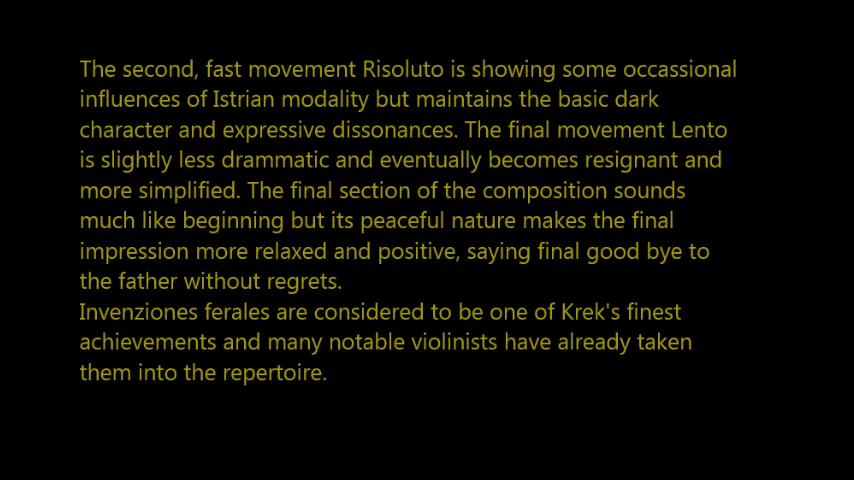 The second, fast movement Risoluto is showing some occassional
influences of Istrian modality but maintains the basic dark
character and expressive dissonances. The final movement Lento
is slightly less drammatic and eventually becomes resignant and
more simplified. The final section of the composition sounds
much like beginning but its peaceful nature makes the final
impression more relaxed and positive, saying final good bye to
the father without regrets.
Invenziones ferales are considered to be one of Krek's finest
achievements and many notable violinists have already taken
them into the repertoire.